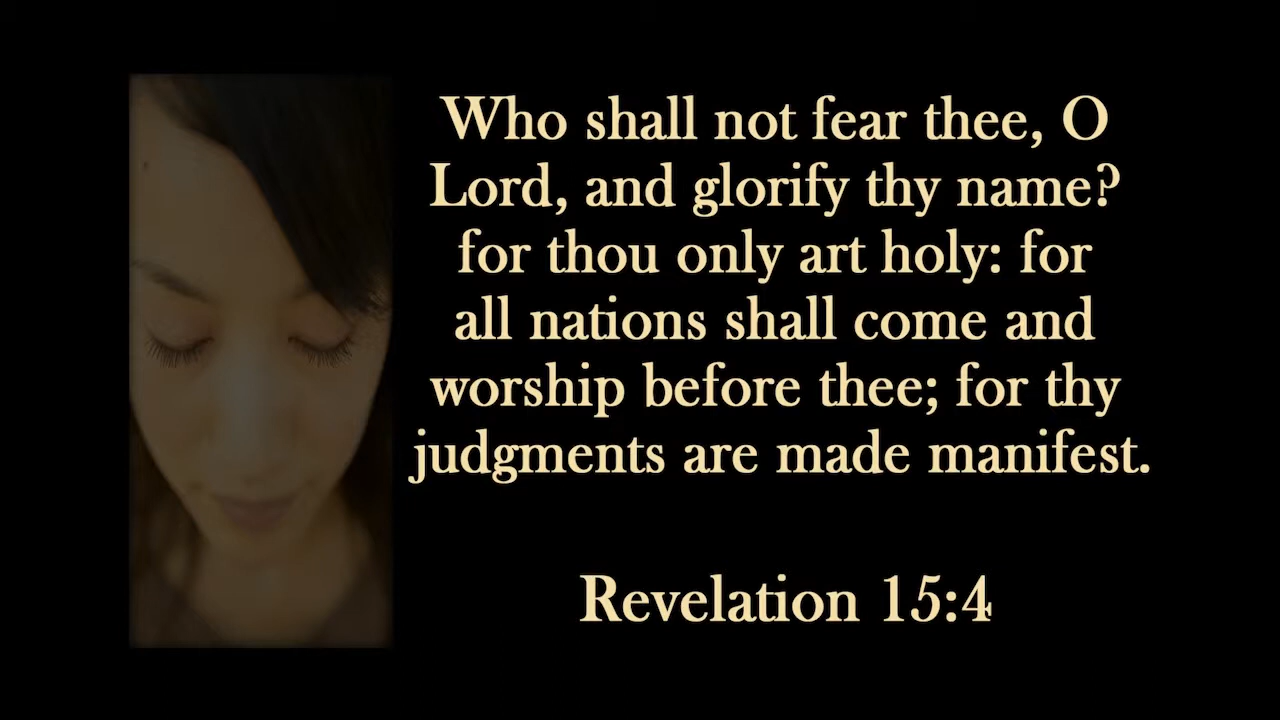 Who shall not fear thee, O
Lord, and glorify thy name?
for thou only art holy: for
all nations shall come and
worship before thee; for thy
judgments are made manifest.
Revelation 15:4